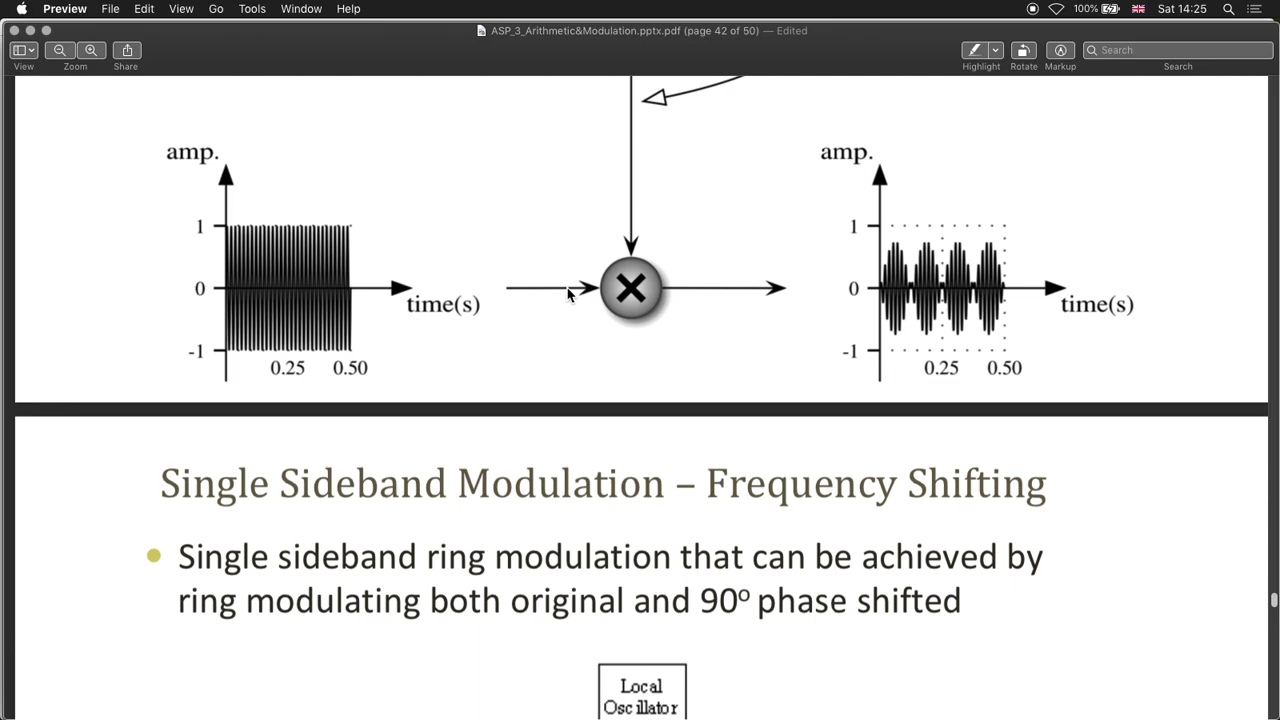 Preview File Edit View Go Tools Window Help 100% Sat 14:25
ASP_3_Arithmetic&Modulation.pptx.pdf (page 42 of 50) — Edited
Search
View Zoom Share Highlight Rotate Markup Search
amp. amp.
1 1
0 0
time(s) time(s)
-1 -1
0.25 0.50 0.25 0.50
Single Sideband Modulation – Frequency Shifting
Single sideband ring modulation that can be achieved by
ring modulating both original and 90º phase shifted
Local
Oscillator